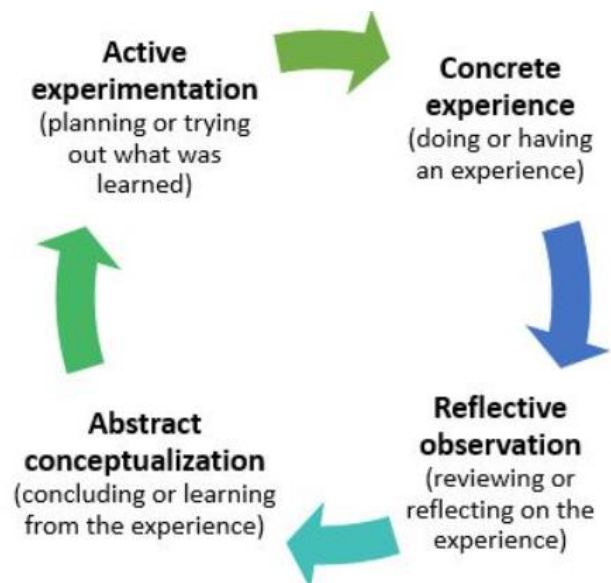 Active
experimentation
(planning or trying
out what was
learned)
Concrete
experience
(doing or having
an experience)
Reflective
observation
(reviewing or
reflecting on the
experience)
Abstract
conceptualization
(concluding or learning
from the experience)